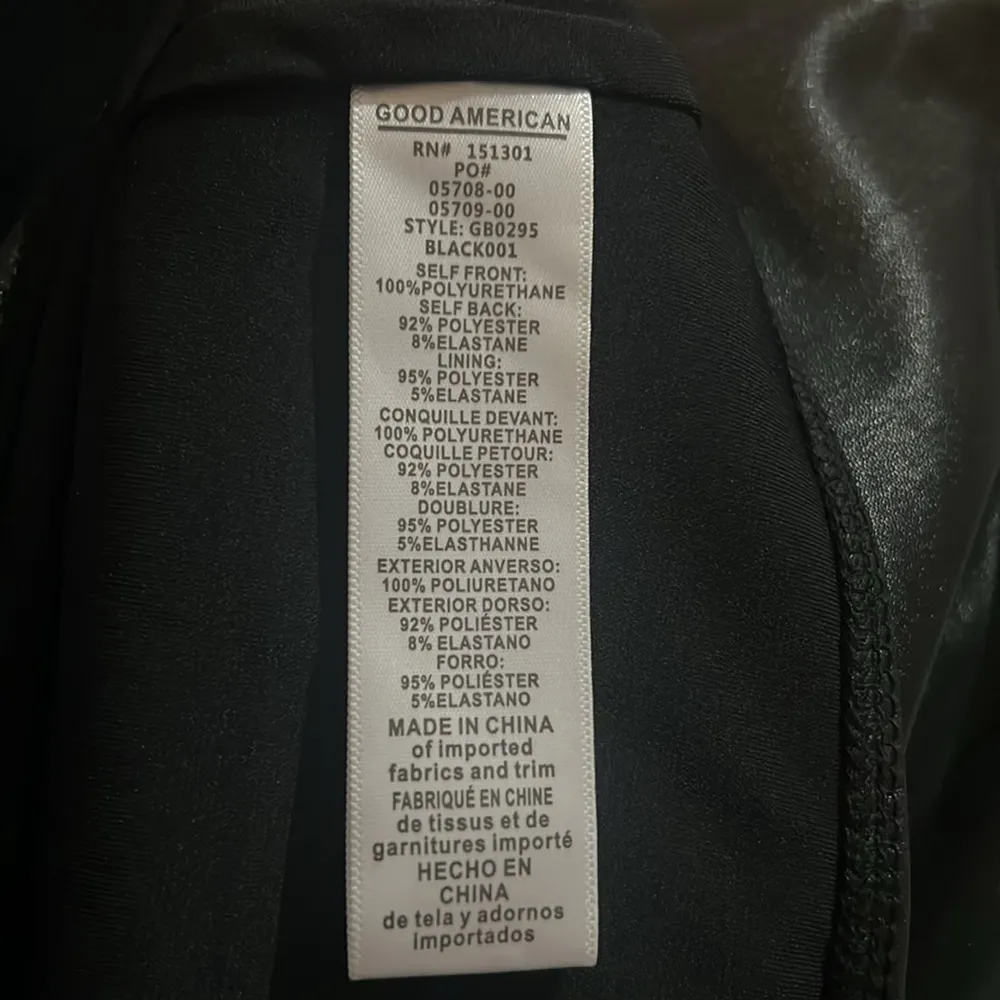 GOOD AMERICAN
RN# 151301
PO#
05708-00
05709-00
STYLE: GB0295
BLACK001
SELF FRONT:
100%POLYURETHANE
SELF BACK:
92% POLYESTER
8%ELASTANE
LINING:
95% POLYESTER
5%ELASTANE
CONQUILLE DEVANT:
100% POLYURETHANE
COQUILLE PETOUR:
92% POLYESTER
8%ELASTANE
DOUBLURE:
95% POLYESTER
5%ELASTHANNE
EXTERIOR ANVERSO:
100% POLIURETANO
EXTERIOR DORSO:
92% POLIÉSTER
8% ELASTANO
FORRO:
95% POLIÉSTER
5%ELASTANO
MADE IN CHINA
of imported
fabrics and trim
FABRIQUÉ EN CHINE
de tissus et de
garnitures importé
HECHO EN
CHINA
de tela y adornos
importados